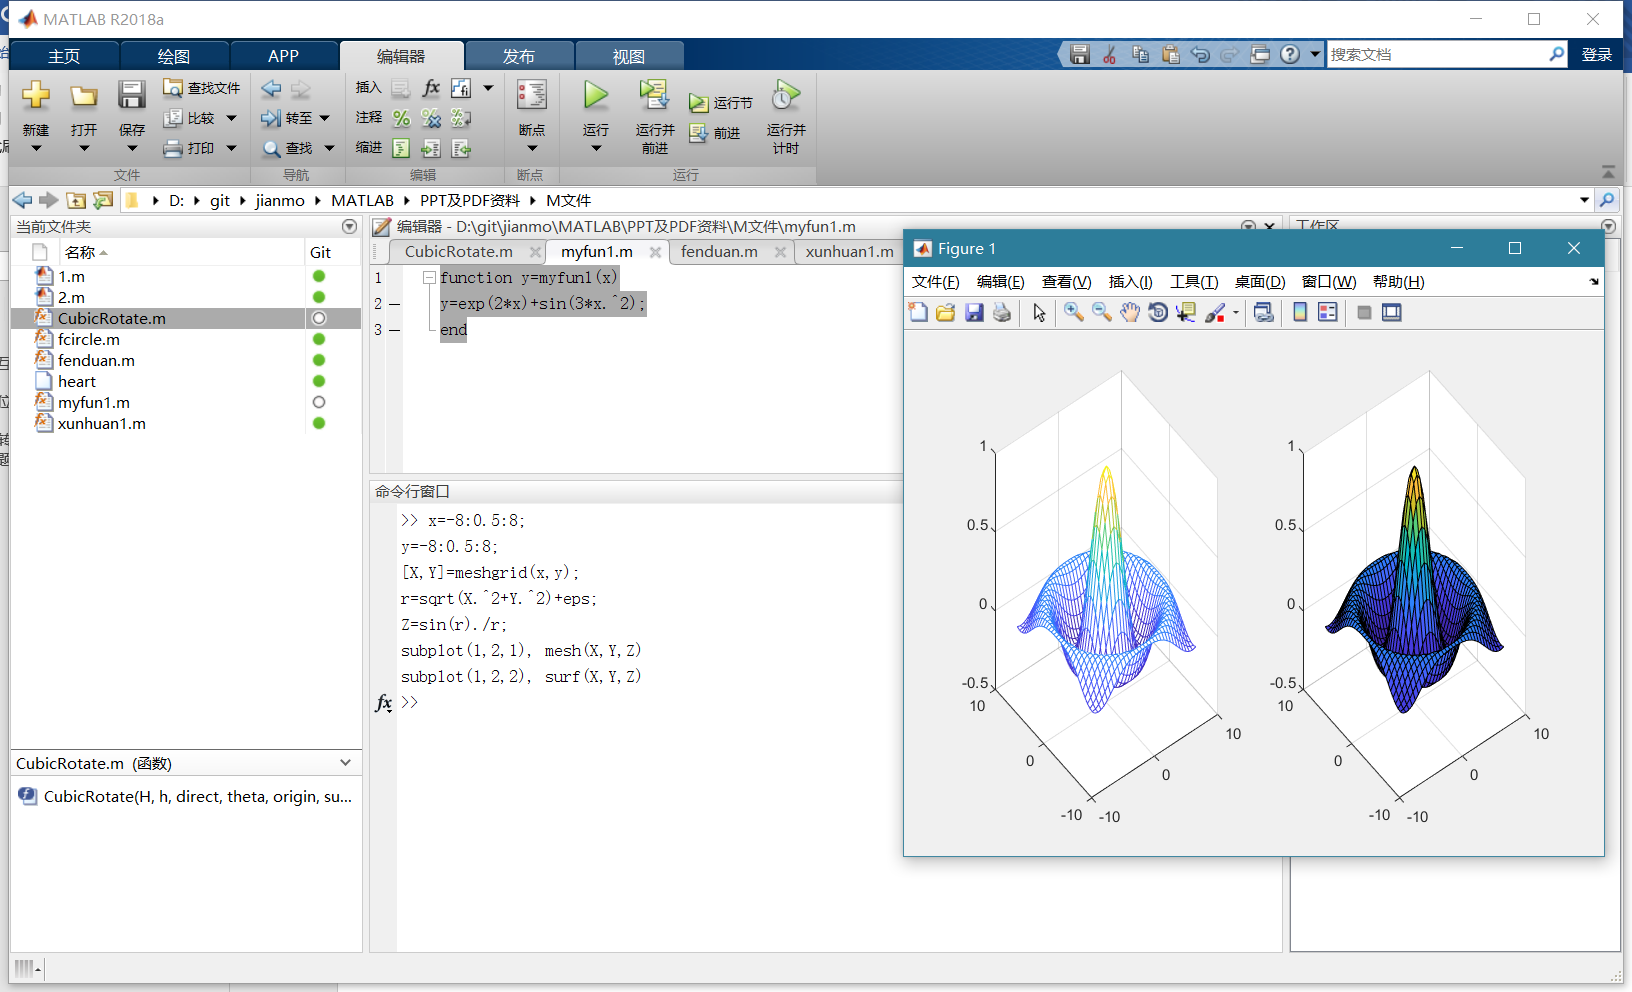 MATLAB R2018a
主页 绘图 APP 编辑器 发布 视图
搜索文档
登录
新建
打开
保存
查找文件
比较
打印
文件
转至
查找
导航
插入
注释
缩进
编辑
断点
断点
运行
运行并
前进
运行节
前进
运行并
计时
运行
D: git jianmo MATLAB PPT及PDF资料 M文件
当前文件夹
名称 Git
1.m
2.m
CubicRotate.m
fcircle.m
fenduan.m
heart
myfun1.m
xunhuan1.m
CubicRotate.m (函数)
CubicRotate(H, h, direct, theta, origin, su...
编辑器 - D:\git\jianmo\MATLAB\PPT及PDF资料\M文件\myfun1.m
CubicRotate.m myfun1.m fenduan.m xunhuan1.m
1 function y=myfun1(x)
2 — y=exp(2*x)+sin(3*x.^2);
3 — end
命令行窗口
>> x=-8:0.5:8;
y=-8:0.5:8;
[X,Y]=meshgrid(x,y);
r=sqrt(X.^2+Y.^2)+eps;
Z=sin(r)./r;
subplot(1,2,1), mesh(X,Y,Z)
subplot(1,2,2), surf(X,Y,Z)
fx >>
工作区
Figure 1
文件(F) 编辑(E) 查看(V) 插入(I) 工具(T) 桌面(D) 窗口(W) 帮助(H)
1
0.5
0
-0.5
10
0
-10
-10
0
10
1
0.5
0
-0.5
10
0
-10
-10
0
10